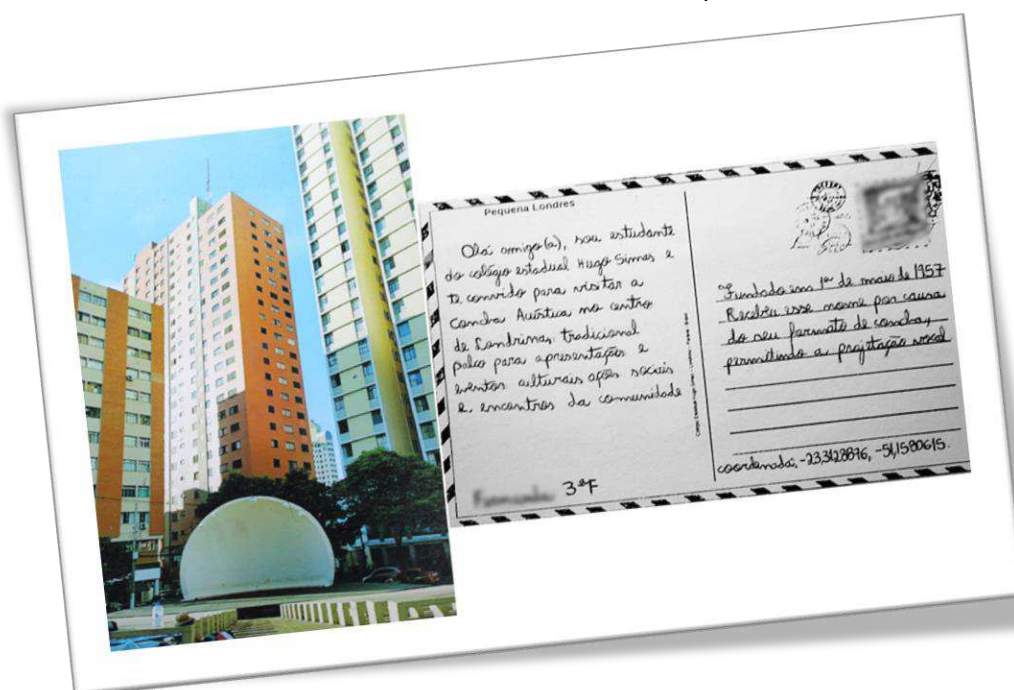 Pequena Londres
Olá amigo(a), sou estudante
do colégio estadual Hugo Simas e
te convido para visitar a
Concha Acústica no centro
de Londrina, tradicional
palco para apresentações e
eventos culturais ações sociais
e encontros da comunidade
3ºF
Fundado em 1º de maio de 1957
Recebeu esse nome por causa
do seu formato de concha,
permitindo a projetação vocal
coordenada: -23,3128876, -51,1580615.